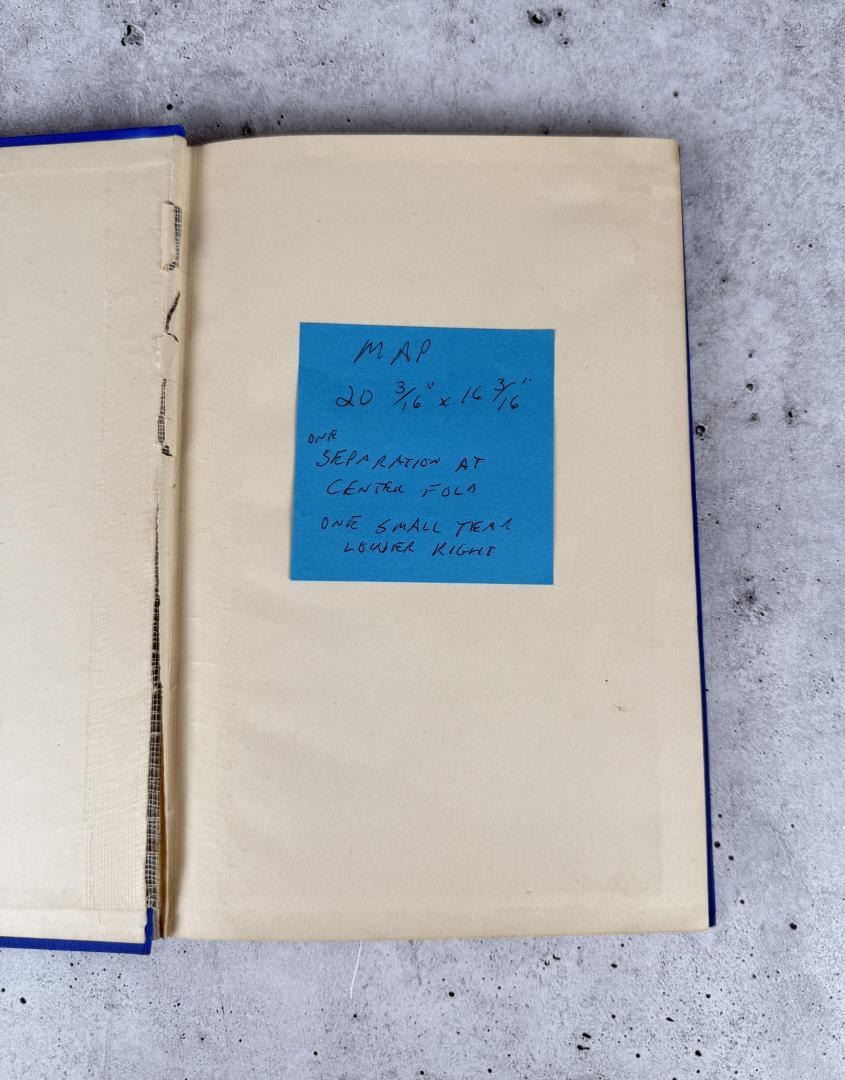 MAP
20 3/16" x 16 3/16"
ONE
SEPARATION AT
CENTER FOLD
ONE SMALL TEAR
LOWER RIGHT